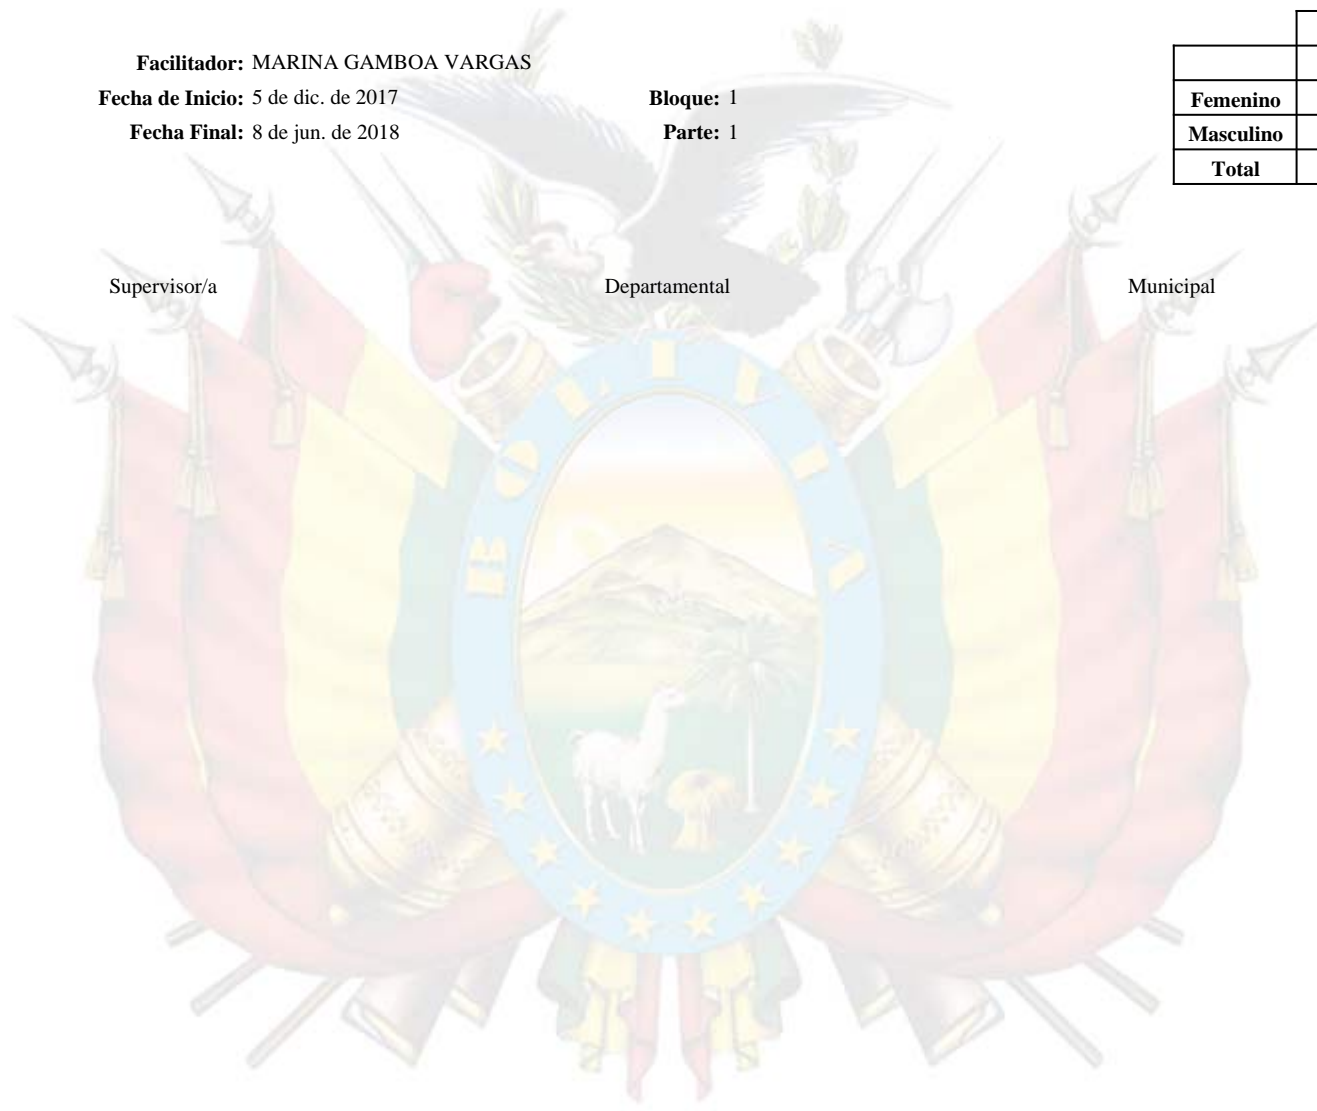 Facilitador: MARINA GAMBOA VARGAS
Fecha de Inicio: 5 de dic. de 2017 Bloque: 1
Fecha Final: 8 de jun. de 2018 Parte: 1
Femenino
Masculino
Total
Supervisor/a Departamental Municipal
BOLIVIA